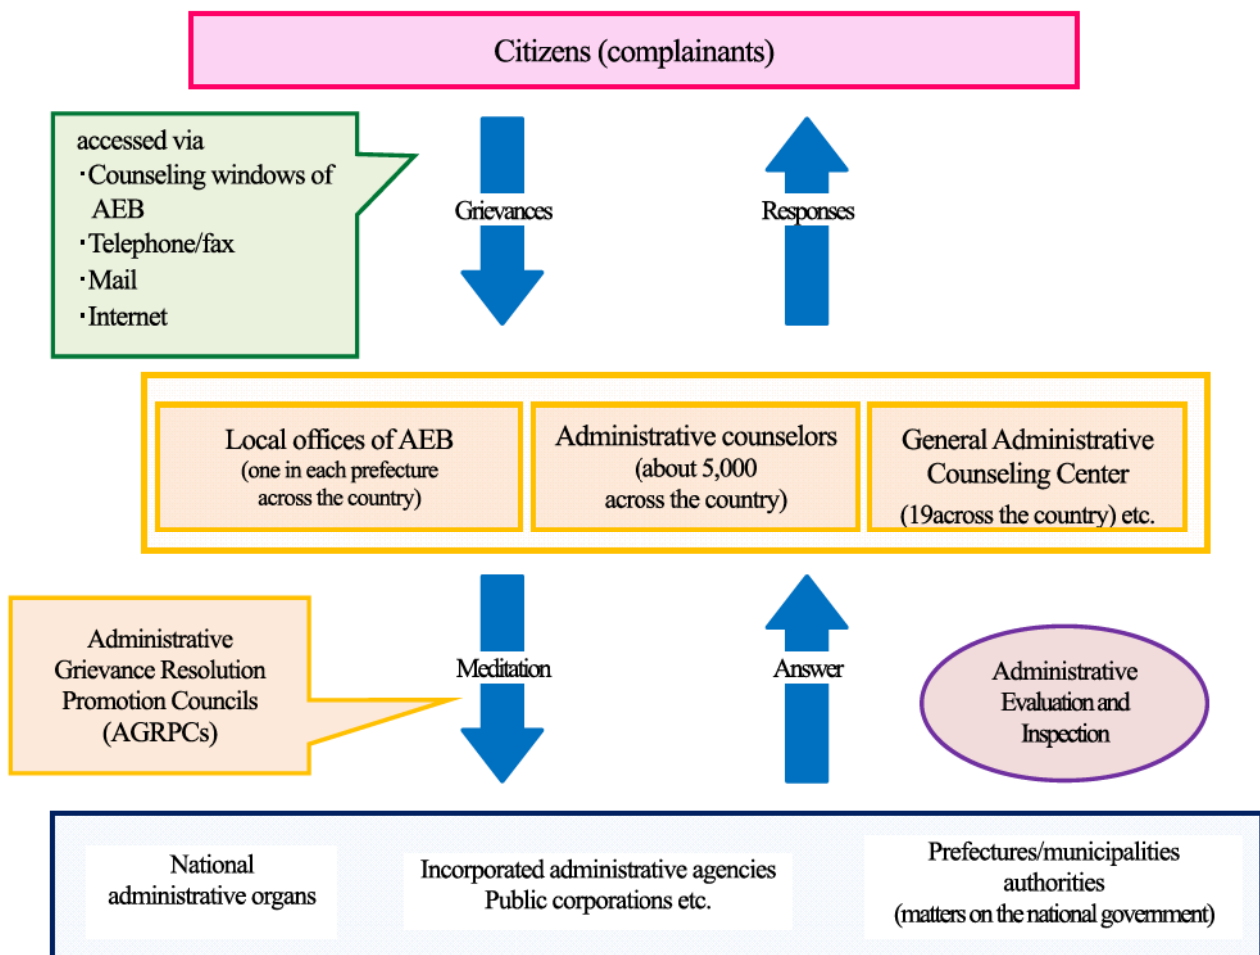 Citizens (complainants)
accessed via
・Counseling windows of
AEB
・Telephone/fax
・Mail
・Internet
Grievances
Responses
Local offices of AEB
(one in each prefecture
across the country)
Administrative counselors
(about 5,000
across the country)
General Administrative
Counseling Center
(19across the country) etc.
Administrative
Grievance Resolution
Promotion Councils
(AGRPCs)
Meditation
Answer
Administrative
Evaluation and
Inspection
National
administrative organs
Incorporated administrative agencies
Public corporations etc.
Prefectures/municipalities
authorities
(matters on the national government)